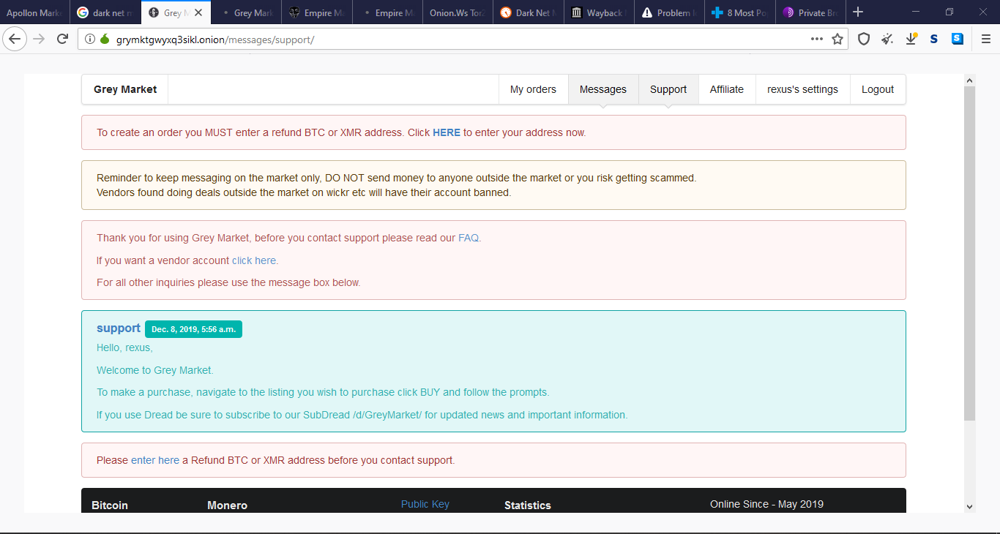 Apollon Marke
dark net m
Grey M
Grey Mark
Empire Ma
Empire Ma
Onion.Ws Tor2
Dark Net M
Wayback
Problem l
8 Most Po
Private Bro
grymktgwyxq3sikl.onion/messages/support/
Grey Market
My orders
Messages
Support
Affiliate
rexus's settings
Logout
To create an order you MUST enter a refund BTC or XMR address. Click HERE to enter your address now.
Reminder to keep messaging on the market only, DO NOT send money to anyone outside the market or you risk getting scammed.
Vendors found doing deals outside the market on wickr etc will have their account banned.
Thank you for using Grey Market, before you contact support please read our FAQ.
If you want a vendor account click here.
For all other inquiries please use the message box below.
support Dec. 8, 2019, 5:56 a.m.
Hello, rexus,
Welcome to Grey Market.
To make a purchase, navigate to the listing you wish to purchase click BUY and follow the prompts.
If you use Dread be sure to subscribe to our SubDread /d/GreyMarket/ for updated news and important information.
Please enter here a Refund BTC or XMR address before you contact support.
Bitcoin
Monero
Public Key
Statistics
Online Since - May 2019